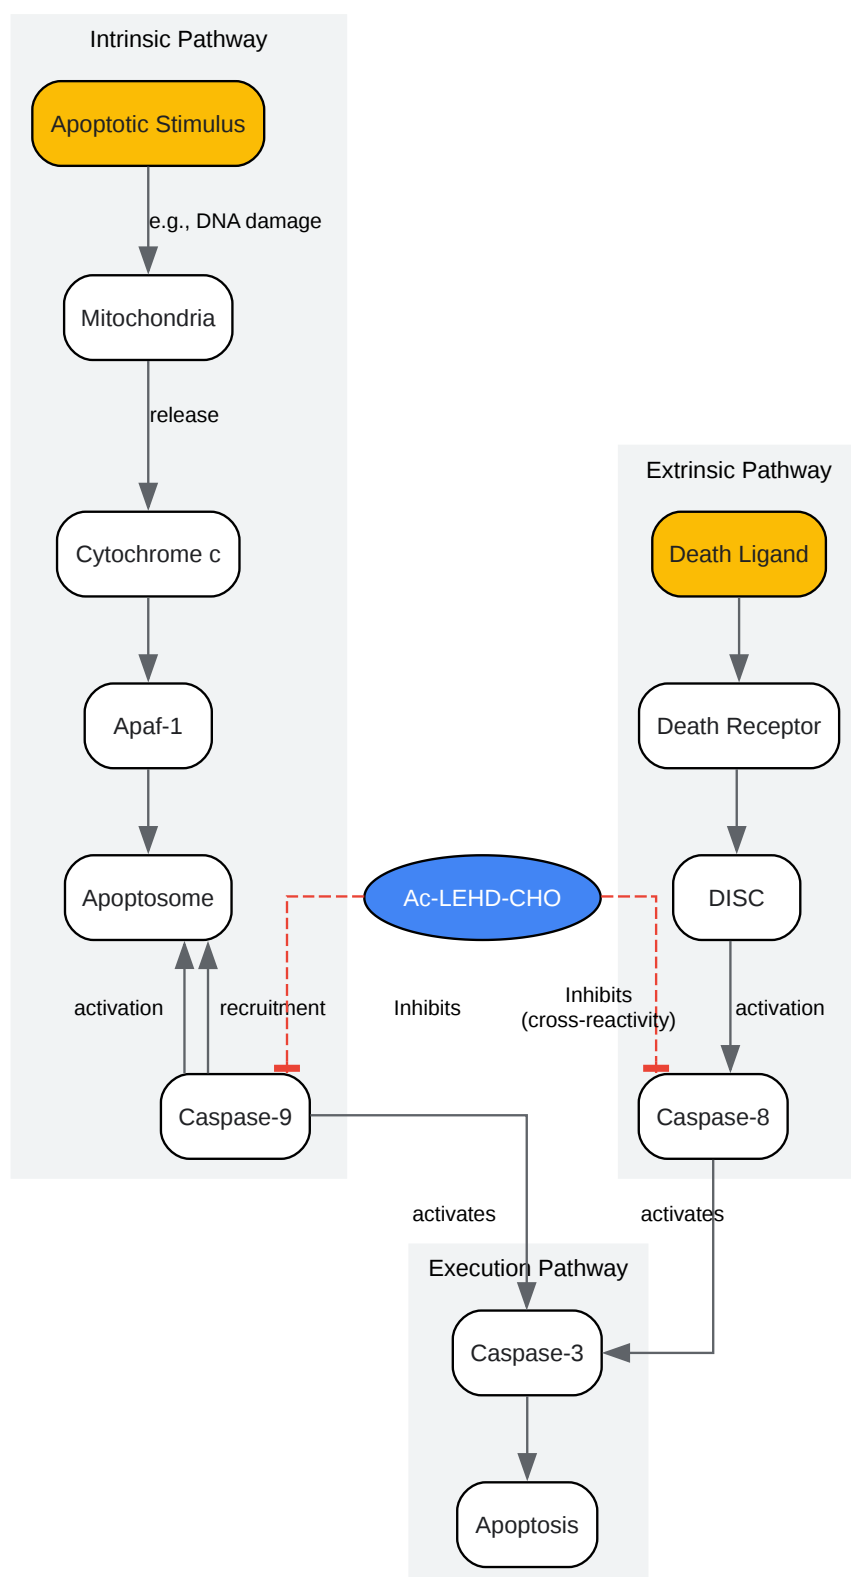 Intrinsic Pathway
Apoptotic Stimulus
e.g., DNA damage
Mitochondria
release
Extrinsic Pathway
Cytochrome c
Death Ligand
Apaf-1
Death Receptor
Apoptosome
Ac-LEHD-CHO
DISC
activation
recruitment
Inhibits
Inhibits
(cross-reactivity)
activation
Caspase-9
Caspase-8
activates
activates
Execution Pathway
Caspase-3
Apoptosis